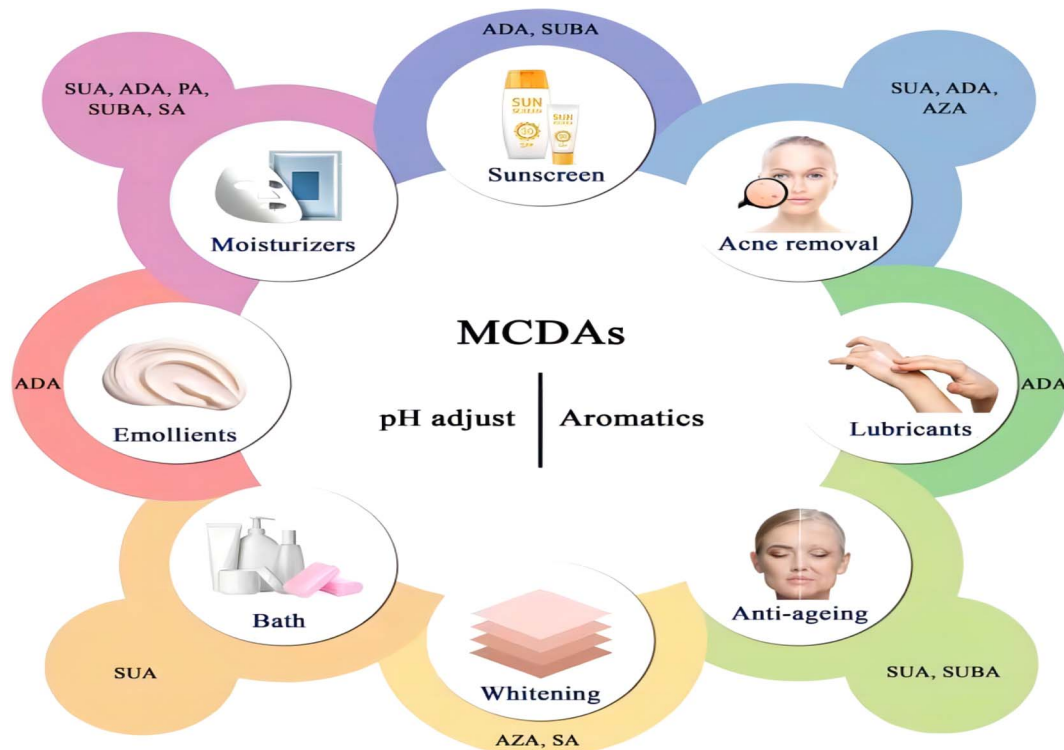 ADA, SUBA
SUN
SCREEN
30
SUN
Sunscreen
SUA, ADA, PA,
SUBA, SA
Moisturizers
SUA, ADA,
AZA
Acne removal
MCDAs
pH adjust
Aromatics
ADA
Emollients
ADA
Lubricants
Bath
SUA
Whitening
AZA, SA
Anti-ageing
SUA, SUBA